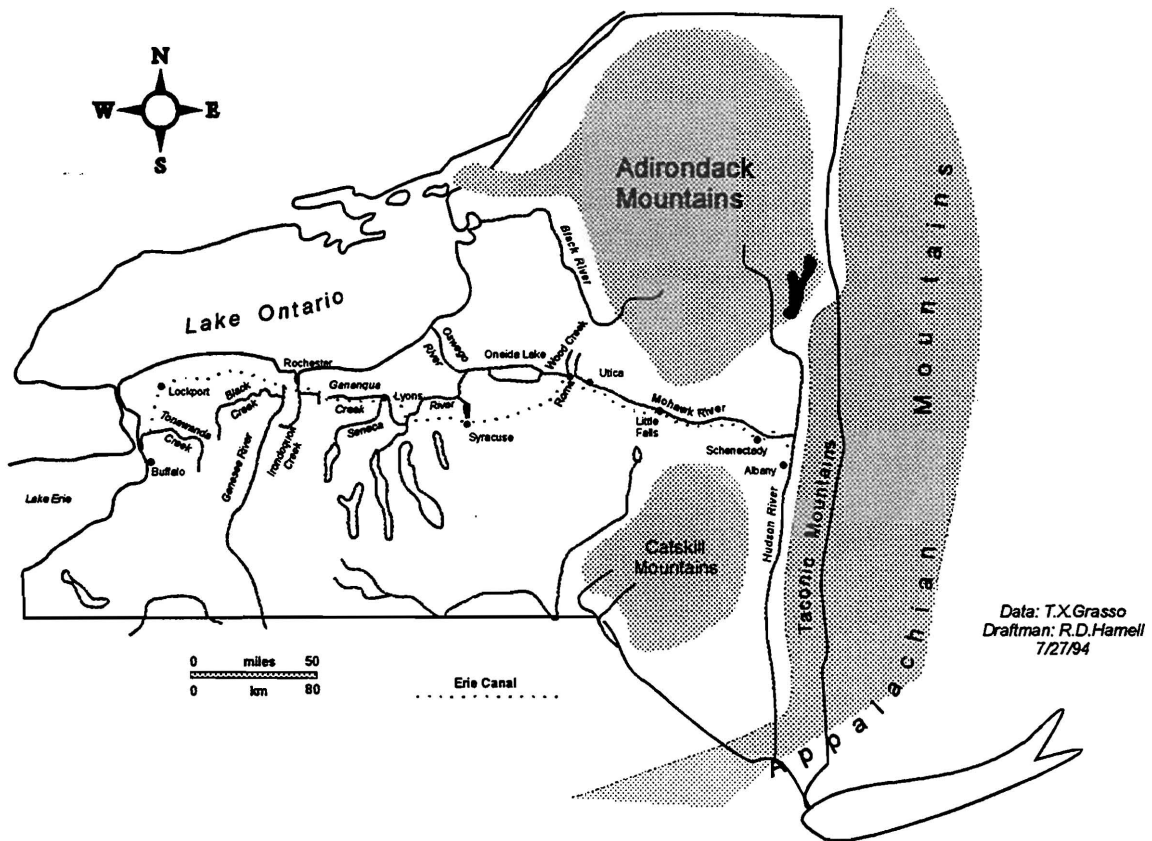 N
W E
S
Adirondack
Mountains
Black River
Lake Ontario
Oswego
River
Oneida Lake
Wood Creek
Rome
Utica
Rochester
Lockport
Black
Creek
Tonawanda
Creek
Buffalo
Genesee River
Irondoquoit
Creek
Gananqua
Creek
Lyons
Seneca
River
Syracuse
Mohawk River
Little
Falls
Schenectady
Albany
Lake Erie
Hudson River
Taconic Mountains
Appalachian Mountains
Catskill
Mountains
0 miles 50
0 km 80
Erie Canal
Data: T.X.Grasso
Draftman: R.D.Hamell
7/27/94